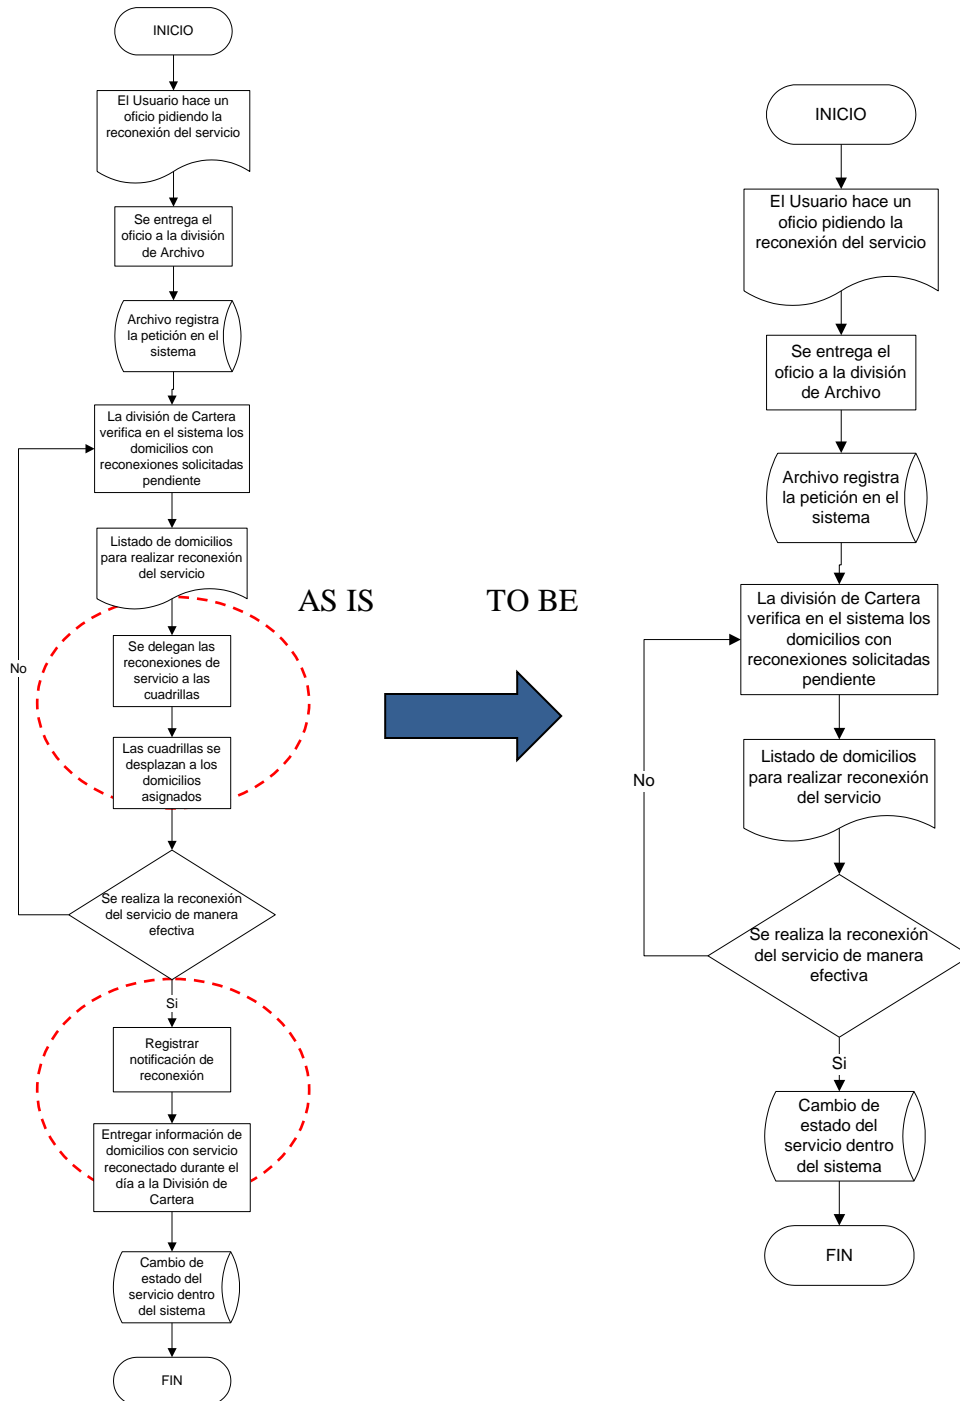 INICIO
El Usuario hace un
oficio pidiendo la
reconexión del servicio
Se entrega el
oficio a la división
de Archivo
Archivo registra
la petición en el
sistema
La división de Cartera
verifica en el sistema los
domicilios con
reconexiones solicitadas
pendiente
Listado de domicilios
para realizar reconexión
del servicio
Se delegan las
reconexiones de
servicio a las
cuadrillas
Las cuadrillas se
desplazan a los
domicilios
asignados
No
Se realiza la reconexión
del servicio de manera
efectiva
Si
Registrar
notificación de
reconexión
Entregar información de
domicilios con servicio
reconectado durante el
día a la División de
Cartera
Cambio de
estado del
servicio dentro
del sistema
FIN
AS IS
TO BE
INICIO
El Usuario hace un
oficio pidiendo la
reconexión del servicio
Se entrega el
oficio a la división
de Archivo
Archivo registra
la petición en el
sistema
La división de Cartera
verifica en el sistema los
domicilios con
reconexiones solicitadas
pendiente
Listado de domicilios
para realizar reconexión
del servicio
No
Se realiza la reconexión
del servicio de manera
efectiva
Si
Cambio de
estado del
servicio dentro
del sistema
FIN